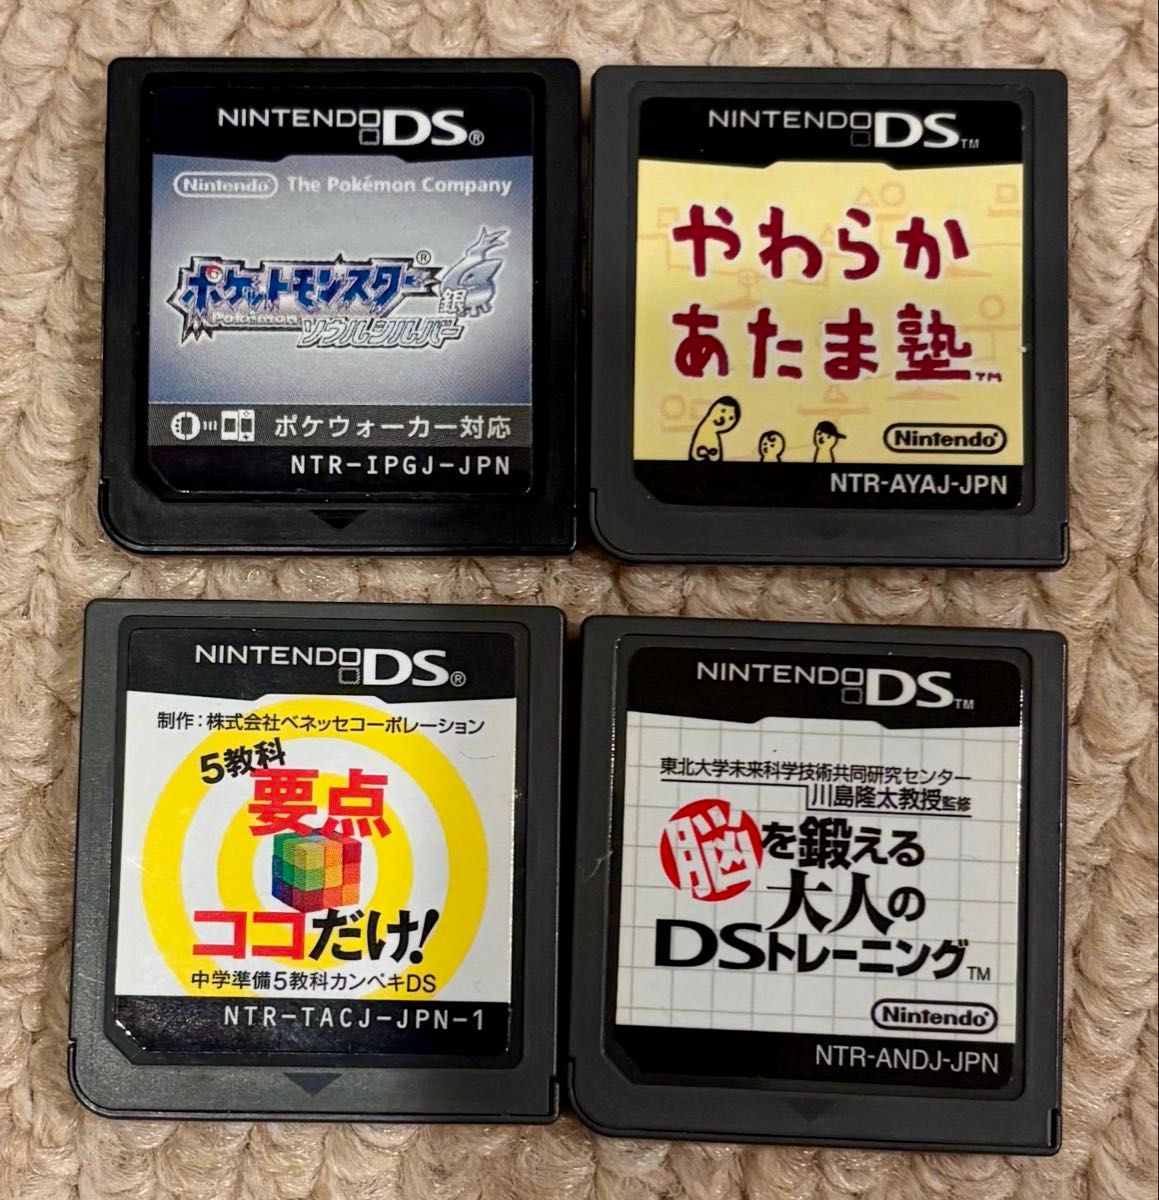 NINTENDO DS®
Nintendo The Pokémon Company
ポケットモンスター®
Pokémon
銀
ソウルシルバー
ポケウォーカー対応
NTR-IPGJ-JPN
NINTENDO DS™
やわらか
あたま塾™
Nintendo®
NTR-AYAJ-JPN
NINTENDO DS®
制作:株式会社ベネッセコーポレーション
5教科
要点
ココだけ!
中学準備5教科カンペキDS
NTR-TACJ-JPN-1
NINTENDO DS™
東北大学未来科学技術共同研究センター
川島隆太教授監修
脳を鍛える
大人の
DSトレーニング™
Nintendo®
NTR-ANDJ-JPN